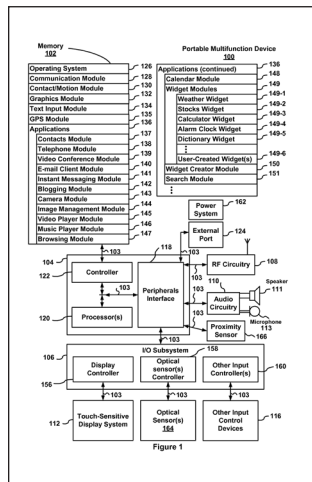 Memory
102
Portable Multifunction Device
100
Operating System 126
Communication Module 128
Contact/Motion Module 130
Graphics Module 132
Text Input Module 134
GPS Module 135
Applications 136
Contacts Module 137
Telephone Module 138
Video Conference Module 139
E-mail Client Module 140
Instant Messaging Module 141
Blogging Module 142
Camera Module 143
Image Management Module 144
Video Player Module 145
Music Player Module 146
Browsing Module 147
Applications (continued) 136
Calendar Module 148
Widget Modules 149
Weather Widget 149-1
Stocks Widget 149-2
Calculator Widget 149-3
Alarm Clock Widget 149-4
Dictionary Widget 149-5
User-Created Widget(s) 149-6
Widget Creator Module 150
Search Module 151
Power
System
162
External
Port
124
RF Circuitry
108
103
103
104
118
Controller
122
103
Processor(s)
120
Peripherals
Interface
103
103
103
110
Audio
Circuitry
Speaker
111
Microphone
113
Proximity
Sensor
166
103
106
I/O Subsystem
158
Display
Controller
156
Optical
sensor(s)
Controller
Other Input
Controller(s)
160
103
103
103
Touch-Sensitive
Display System
112
Optical
Sensor(s)
164
Other Input
Control
Devices
116
Figure 1